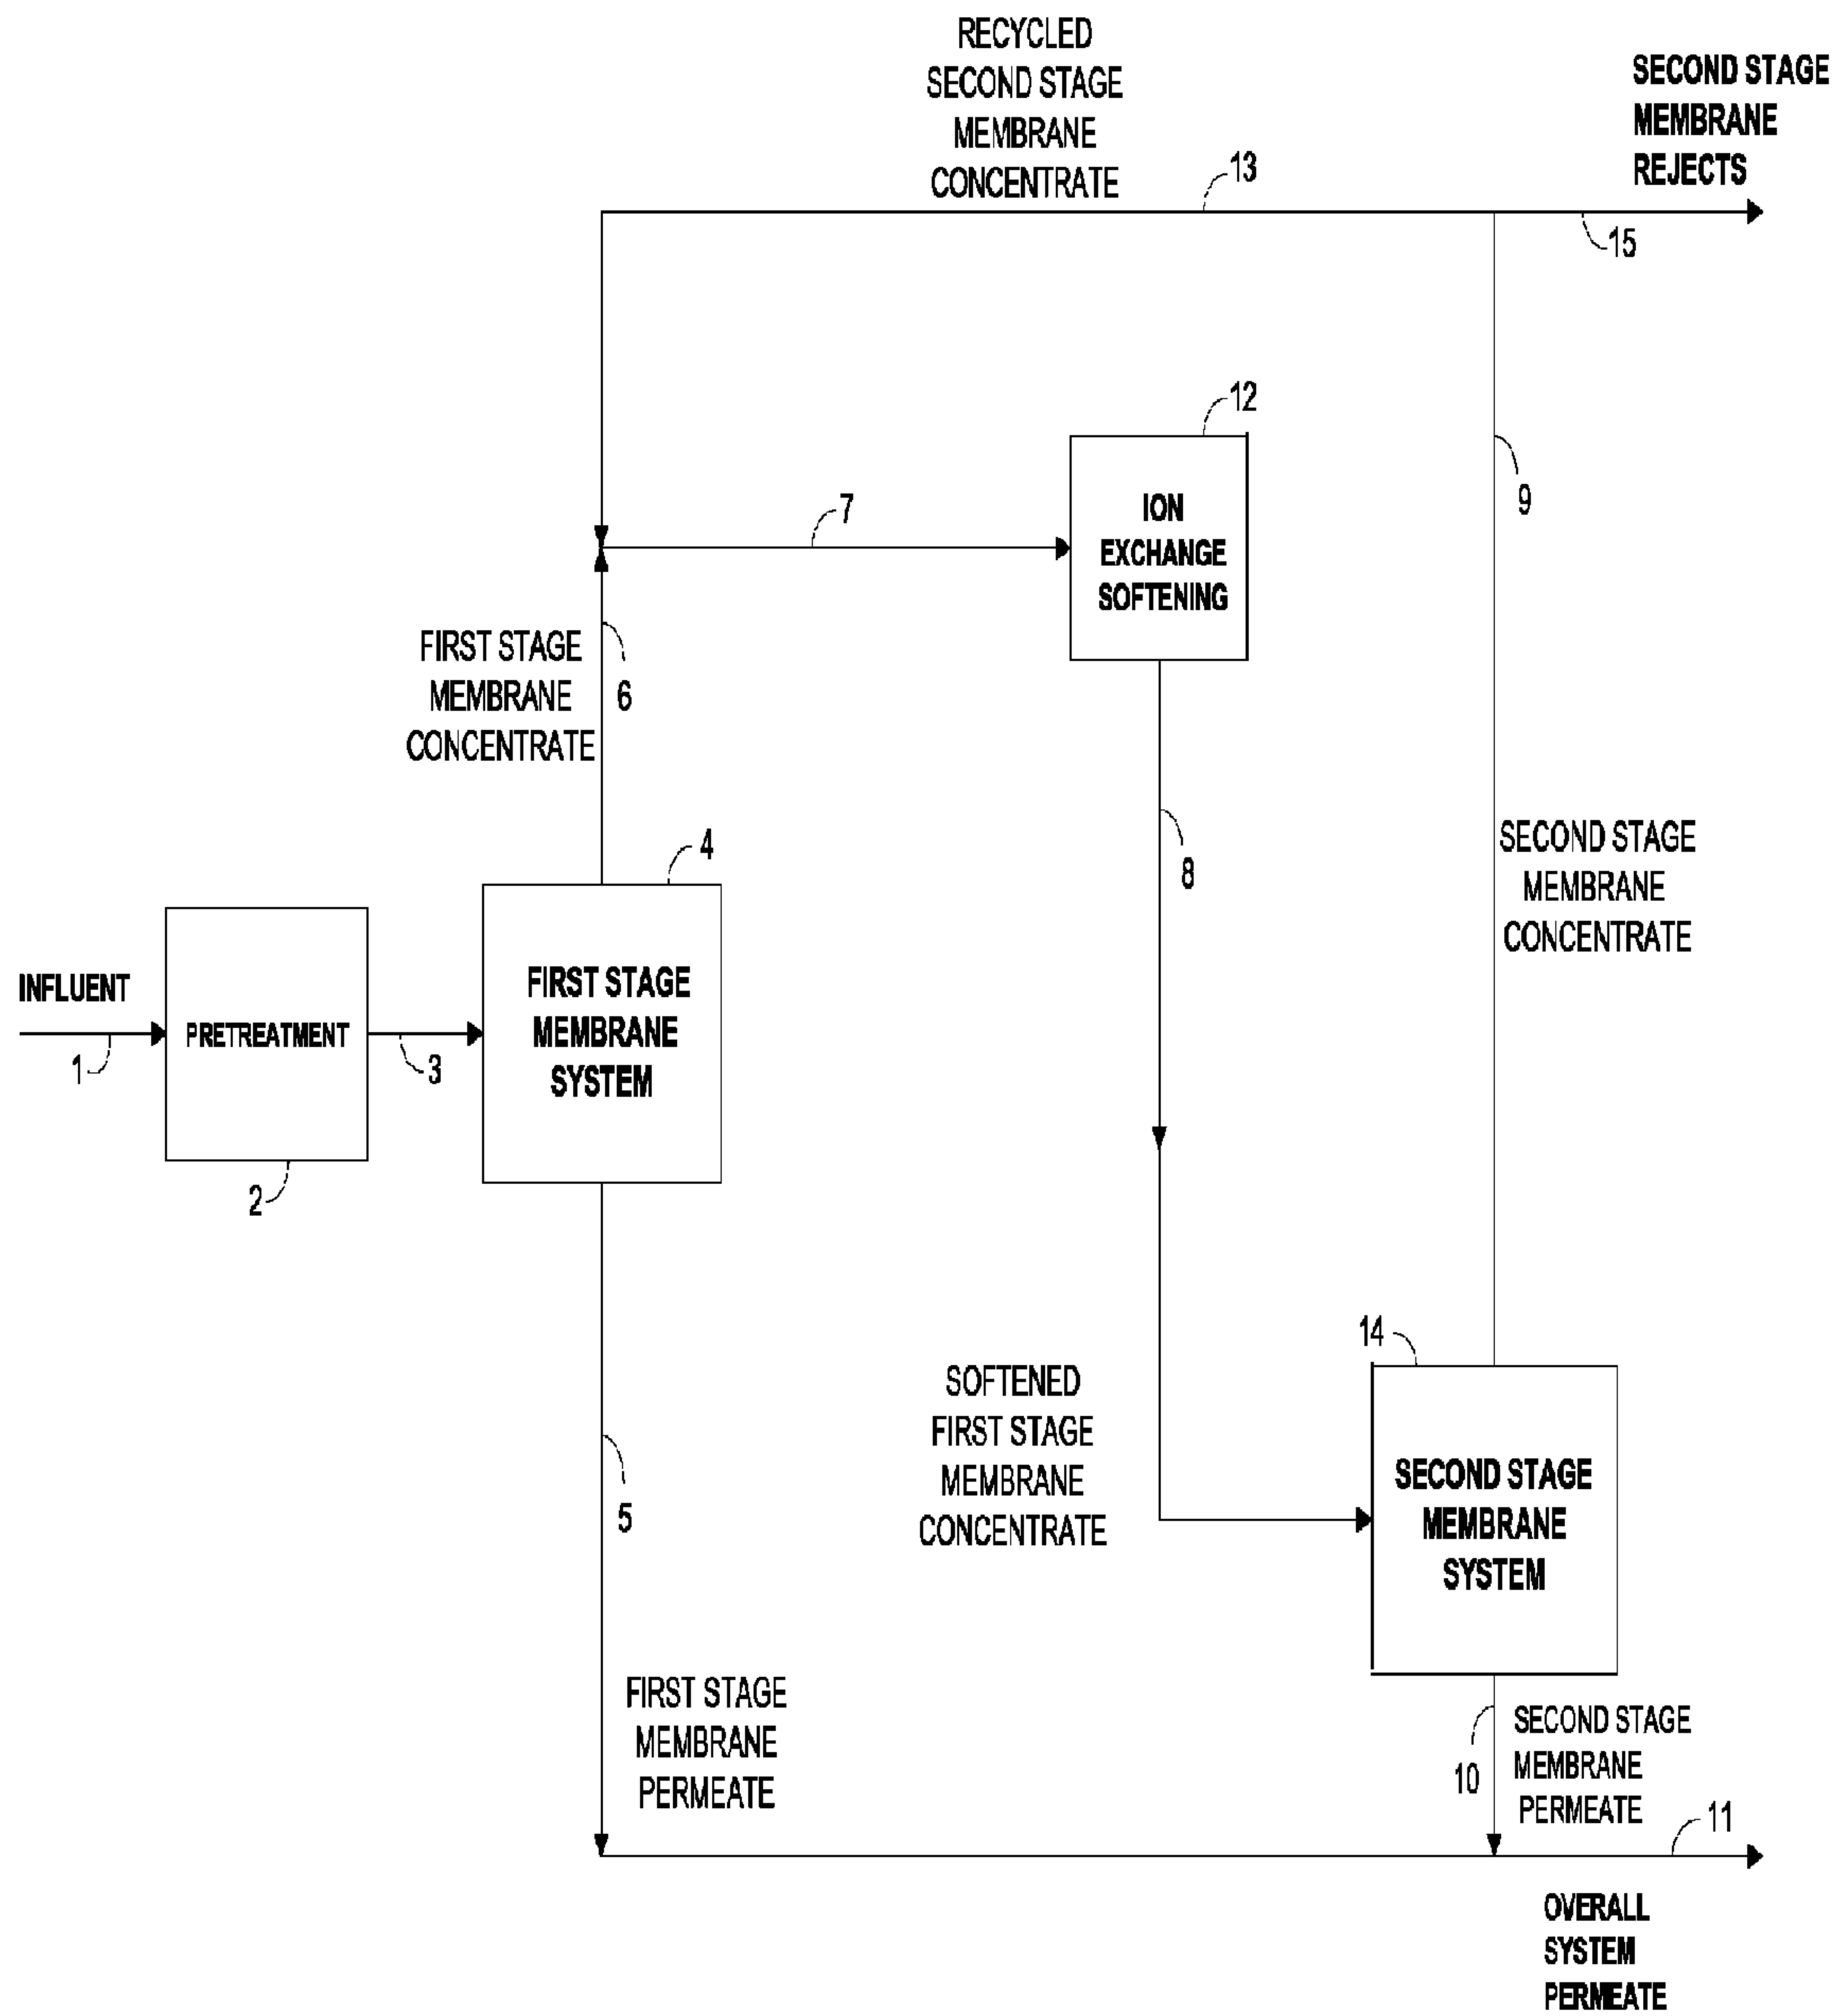 RECYCLED
SECOND STAGE
MEMBRANE
CONCENTRATE
13
SECOND STAGE
MEMBRANE
REJECTS
15
12
ION
EXCHANGE
SOFTENING
7
9
FIRST STAGE
MEMBRANE
CONCENTRATE
6
8
SECOND STAGE
MEMBRANE
CONCENTRATE
4
FIRST STAGE
MEMBRANE
SYSTEM
INFLUENT
1
PRETREATMENT
2
3
14
SECOND STAGE
MEMBRANE
SYSTEM
SOFTENED
FIRST STAGE
MEMBRANE
CONCENTRATE
5
FIRST STAGE
MEMBRANE
PERMEATE
10
SECOND STAGE
MEMBRANE
PERMEATE
11
OVERALL
SYSTEM
PERMEATE